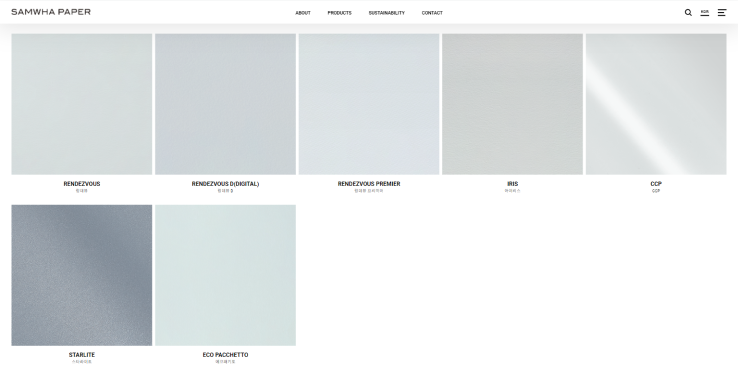 SAMWHA PAPER
ABOUT PRODUCTS SUSTAINABILITY CONTACT
KOR
RENDEZVOUS
랑데뷰
RENDEZVOUS D(DIGITAL)
랑데뷰 D
RENDEZVOUS PREMIER
랑데뷰 프리미어
IRIS
아이리스
CCP
CCP
STARLITE
스타라이트
ECO PACCHETTO
에코파케토